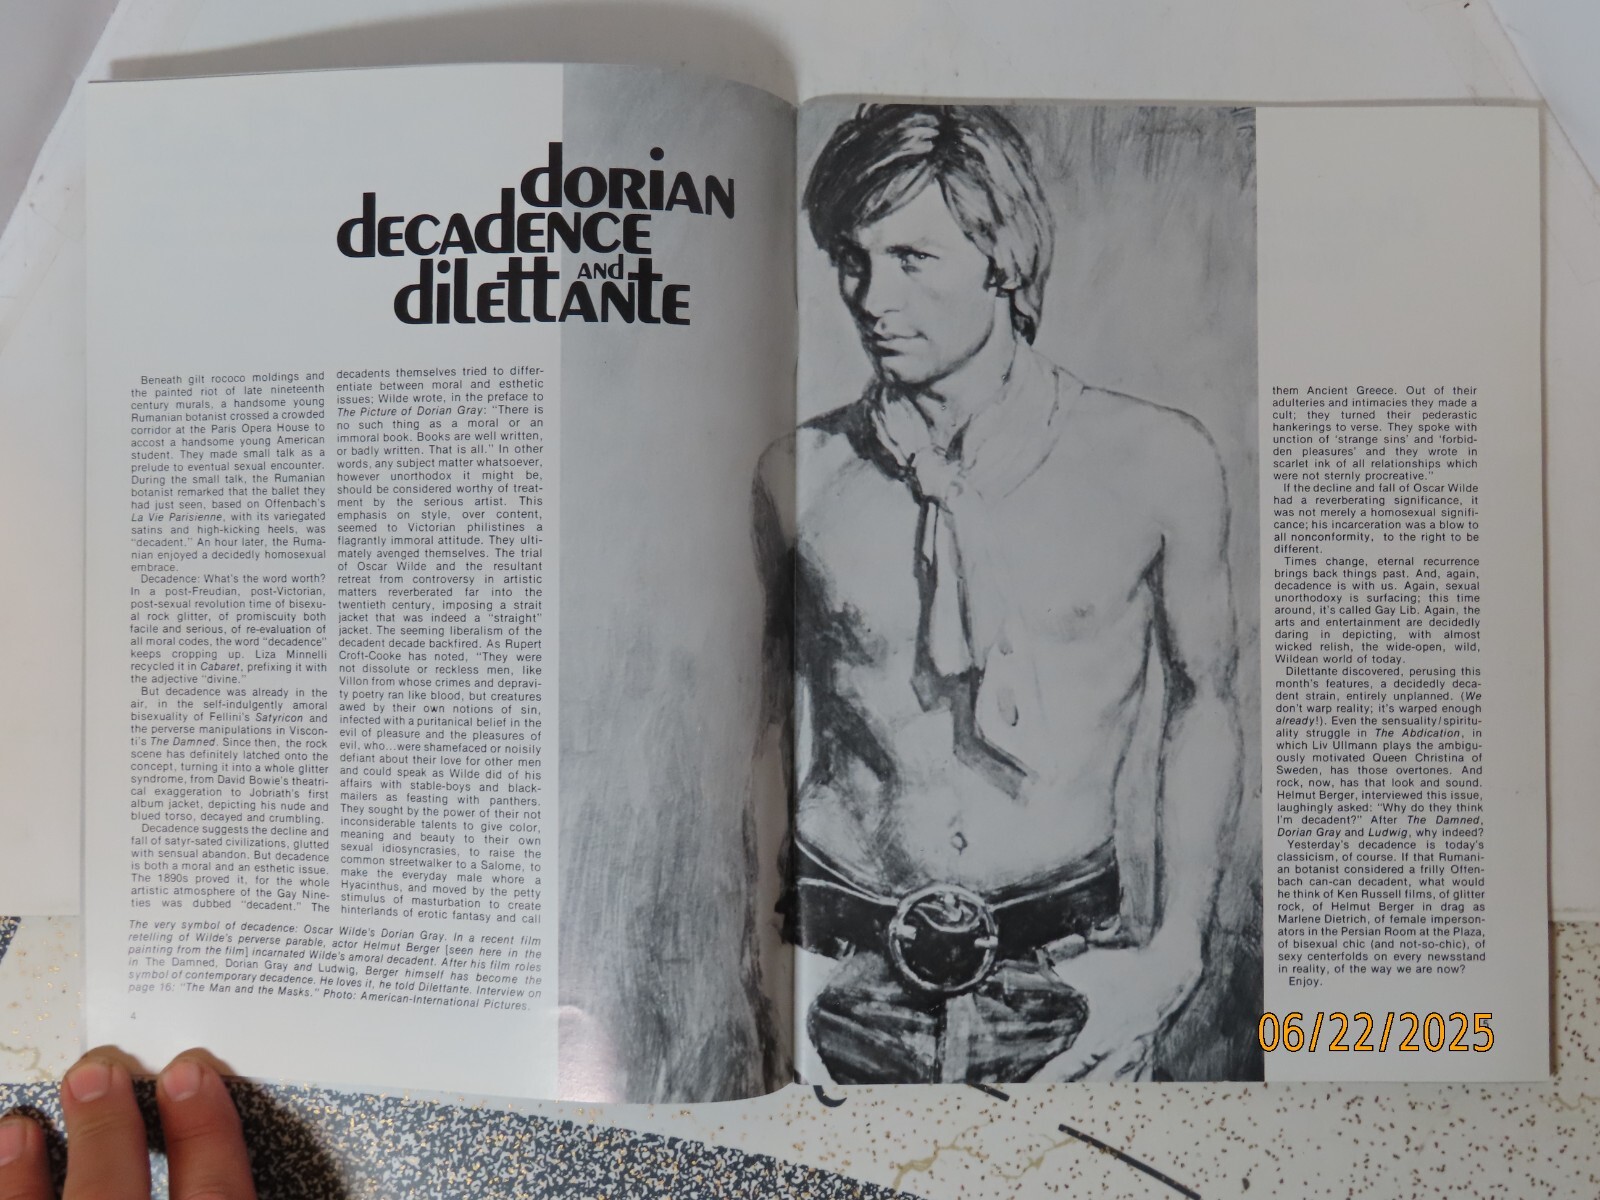 dORiAN
dECAdENCE
ANd
dilettANte
Beneath gilt rococo moldings and
the painted riot of late nineteenth
century murals, a handsome young
Rumanian botanist crossed a crowded
corridor at the Paris Opera House to
accost a handsome young American
student. They made small talk as a
prelude to eventual sexual encounter.
During the small talk, the Rumanian
botanist remarked that the ballet they
had just seen, based on Offenbach's
La Vie Parisienne, with its variegated
satins and high-kicking heels, was
"decadent." An hour later, the Ruma-
nian enjoyed a decidedly homosexual
embrace.
Decadence: What's the word worth?
In a post-Freudian, post-Victorian,
post-sexual revolution time of bisexu-
al rock glitter, of promiscuity both
facile and serious, of re-evaluation of
all moral codes, the word "decadence"
keeps cropping up. Liza Minnelli
recycled it in Cabaret, prefixing it with
the adjective "divine."
But decadence was already in the
air, in the self-indulgently amoral
bisexuality of Fellini's Satyricon and
the perverse manipulations in Viscon-
ti's The Damned. Since then, the rock
scene has definitely latched onto the
concept, turning it into a whole glitter
syndrome, from David Bowie's theatri-
cal exaggeration to Jobriath's first
album jacket, depicting his nude and
blued torso, decayed and crumbling.
Decadence suggests the decline and
fall of satyr-sated civilizations, glutted
with sensual abandon. But decadence
is both a moral and an esthetic issue.
The 1890s proved it, for the whole
artistic atmosphere of the Gay Nine-
ties was dubbed "decadent." The
decadents themselves tried to differ-
entiate between moral and esthetic
issues; Wilde wrote, in the preface to
The Picture of Dorian Gray: "There is
no such thing as a moral or an
immoral book. Books are well written,
or badly written. That is all." In other
words, any subject matter whatsoever,
however unorthodox it might be,
should be considered worthy of treat-
ment by the serious artist. This
emphasis on style, over content,
seemed to Victorian philistines a
flagrantly immoral attitude. They ulti-
mately avenged themselves. The trial
of Oscar Wilde and the resultant
retreat from controversy in artistic
matters reverberated far into the
twentieth century, imposing a strait
jacket that was indeed a "straight"
jacket. The seeming liberalism of the
decadent decade backfired. As Rupert
Croft-Cooke has noted, "They were
not dissolute or reckless men, like
Villon from whose crimes and depravi-
ty poetry ran like blood, but creatures
awed by their own notions of sin,
infected with a puritanical belief in the
evil of pleasure and the pleasures of
evil, who...were shamefaced or noisily
defiant about their love for other men
and could speak as Wilde did of his
affairs with stable-boys and black-
mailers as feasting with panthers.
They sought by the power of their not
inconsiderable talents to give color,
meaning and beauty to their own
sexual idiosyncrasies, to raise the
common streetwalker to a Salome, to
make the everyday male whore a
Hyacinthus, and moved by the petty
stimulus of masturbation to create
hinterlands of erotic fantasy and call
The very symbol of decadence: Oscar Wilde's Dorian Gray. In a recent film
retelling of Wilde's perverse parable, actor Helmut Berger [seen here in the
painting from the film] incarnated Wilde's amoral decadent. After his film roles
in The Damned, Dorian Gray and Ludwig, Berger himself has become the
symbol of contemporary decadence. He loves it, he told Dilettante. Interview on
page 16: "The Man and the Masks." Photo: American-International Pictures.
4
them Ancient Greece. Out of their
adulteries and intimacies they made a
cult; they turned their pederastic
hankerings to verse. They spoke with
unction of 'strange sins' and 'forbid-
den pleasures' and they wrote in
scarlet ink of all relationships which
were not sternly procreative."
If the decline and fall of Oscar Wilde
had a reverberating significance, it
was not merely a homosexual signifi-
cance; his incarceration was a blow to
all nonconformity, to the right to be
different.
Times change, eternal recurrence
brings back things past. And, again,
decadence is with us. Again, sexual
unorthodoxy is surfacing; this time
around, it's called Gay Lib. Again, the
arts and entertainment are decidedly
daring in depicting, with almost
wicked relish, the wide-open, wild,
Wildean world of today.
Dilettante discovered, perusing this
month's features, a decidedly deca-
dent strain, entirely unplanned. (We
don't warp reality; it's warped enough
already!). Even the sensuality/spiritu-
ality struggle in The Abdication, in
which Liv Ullmann plays the ambigu-
ously motivated Queen Christina of
Sweden, has those overtones. And
rock, now, has that look and sound.
Helmut Berger, interviewed this issue,
laughingly asked: "Why do they think
I'm decadent?" After The Damned,
Dorian Gray and Ludwig, why indeed?
Yesterday's decadence is today's
classicism, of course. If that Rumani-
an botanist considered a frilly Offen-
bach can-can decadent, what would
he think of Ken Russell films, of glitter
rock, of Helmut Berger in drag as
Marlene Dietrich, of female imperson-
ators in the Persian Room at the Plaza,
of bisexual chic (and not-so-chic), of
sexy centerfolds on every newsstand
in reality, of the way we are now?
Enjoy.
06/22/2025